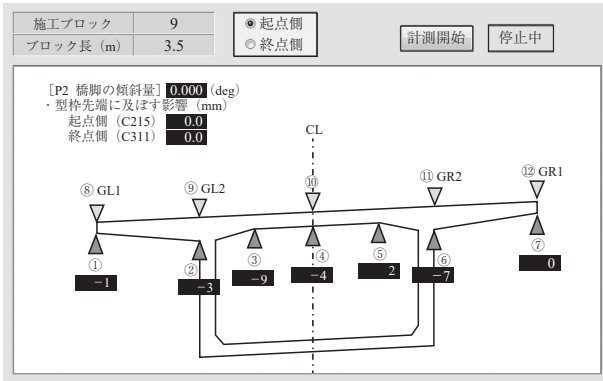 施工ブロック 9
ブロック長（m） 3.5
起点側
終点側
計測開始 停止中
［P2 橋脚の傾斜量］ 0.000 (deg)
・型枠先端に及ぼす影響（mm）
起点側（C215） 0.0
終点側（C311） 0.0
CL
⑧ GL1
⑨ GL2
⑩
⑪ GR2
⑫ GR1
①
−1
②
−3
③
−9
④
−4
⑤
2
⑥
−7
⑦
0